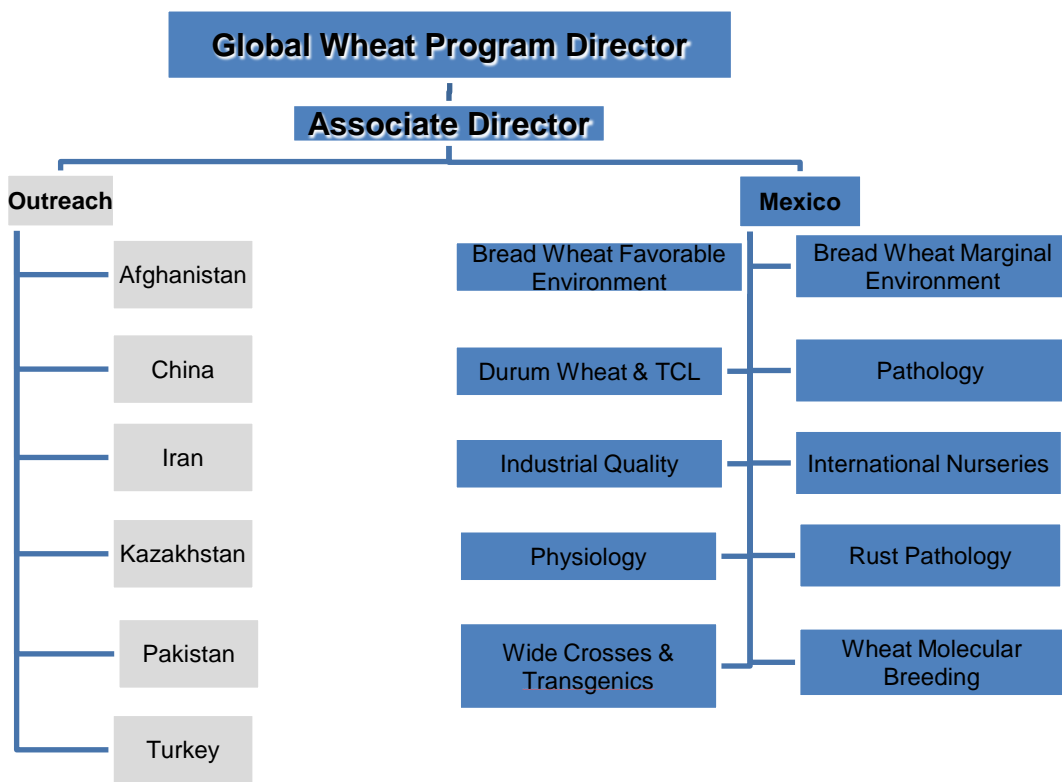 Global Wheat Program Director
Associate Director
Outreach
Afghanistan
China
Iran
Kazakhstan
Pakistan
Turkey
Mexico
Bread Wheat Favorable
Environment
Bread Wheat Marginal
Environment
Durum Wheat & TCL
Pathology
Industrial Quality
International Nurseries
Physiology
Rust Pathology
Wide Crosses &
Transgenics
Wheat Molecular
Breeding